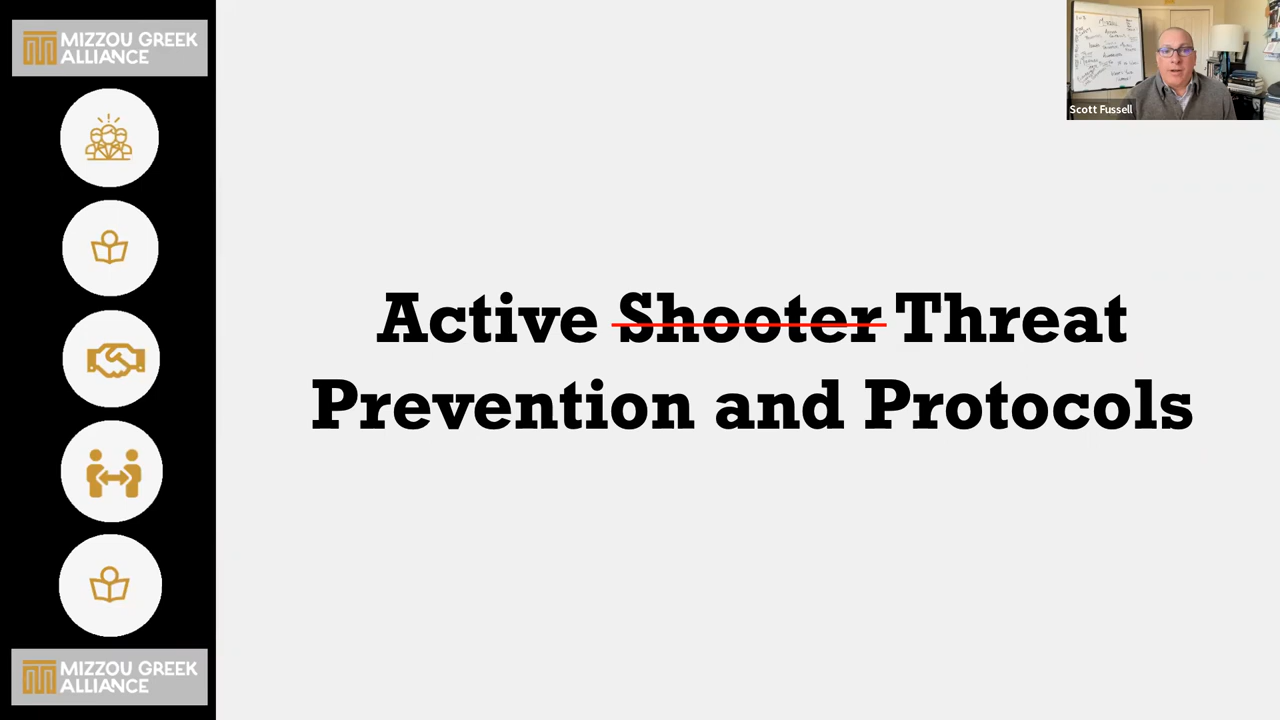 MIZZOU GREEK
ALLIANCE
Scott Fussell
Active Shooter Threat
Prevention and Protocols
MIZZOU GREEK
ALLIANCE